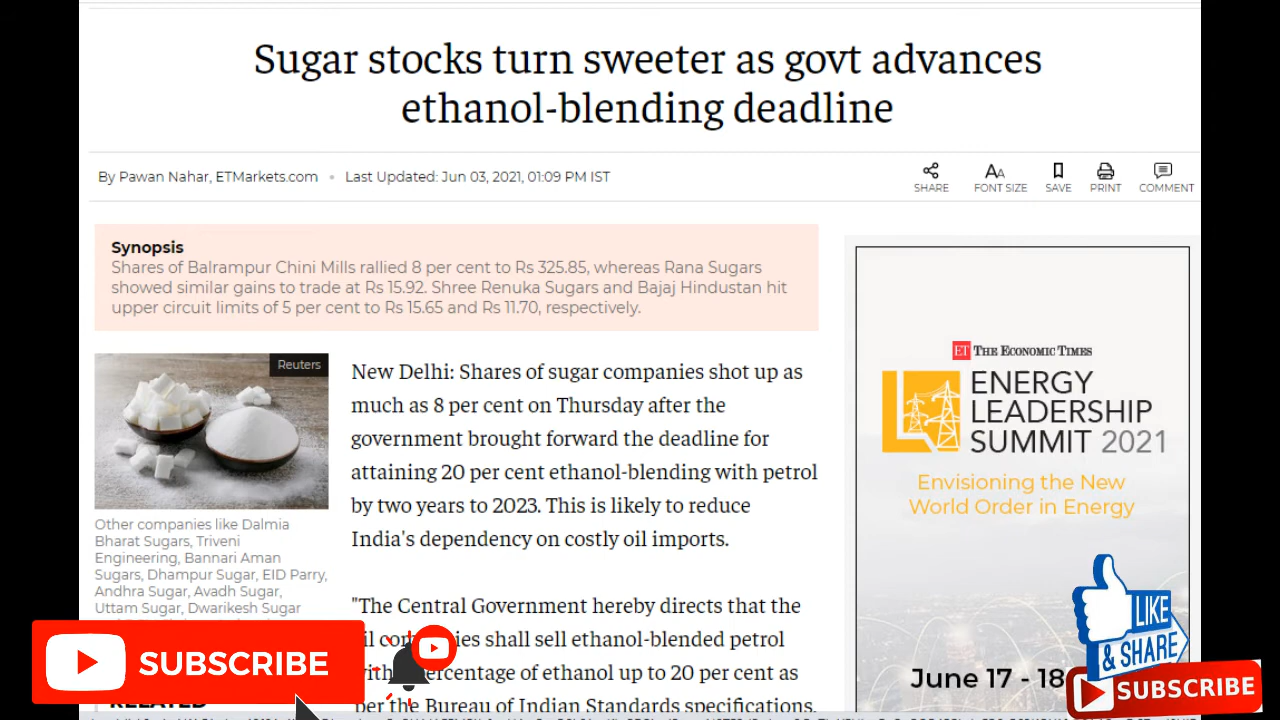 Sugar stocks turn sweeter as govt advances
ethanol-blending deadline
By Pawan Nahar, ETMarkets.com • Last Updated: Jun 03, 2021, 01:09 PM IST
SHARE
FONT SIZE
SAVE
PRINT
COMMENT
Synopsis
Shares of Balrampur Chini Mills rallied 8 per cent to Rs 325.85, whereas Rana Sugars
showed similar gains to trade at Rs 15.92. Shree Renuka Sugars and Bajaj Hindustan hit
upper circuit limits of 5 per cent to Rs 15.65 and Rs 11.70, respectively.
Reuters
Other companies like Dalmia
Bharat Sugars, Triveni
Engineering, Bannari Aman
Sugars, Dhampur Sugar, EID Parry,
Andhra Sugar, Avadh Sugar,
Uttam Sugar, Dwarikesh Sugar
New Delhi: Shares of sugar companies shot up as
much as 8 per cent on Thursday after the
government brought forward the deadline for
attaining 20 per cent ethanol-blending with petrol
by two years to 2023. This is likely to reduce
India's dependency on costly oil imports.
"The Central Government hereby directs that the
shall sell ethanol-blended petrol
percentage of ethanol up to 20 per cent as
per the Bureau of Indian Standards specifications,
ET THE ECONOMIC TIMES
ENERGY
LEADERSHIP
SUMMIT 2021
Envisioning the New
World Order in Energy
June 17 - 18
LIKE
& SHARE
SUBSCRIBE
SUBSCRIBE
RELATED